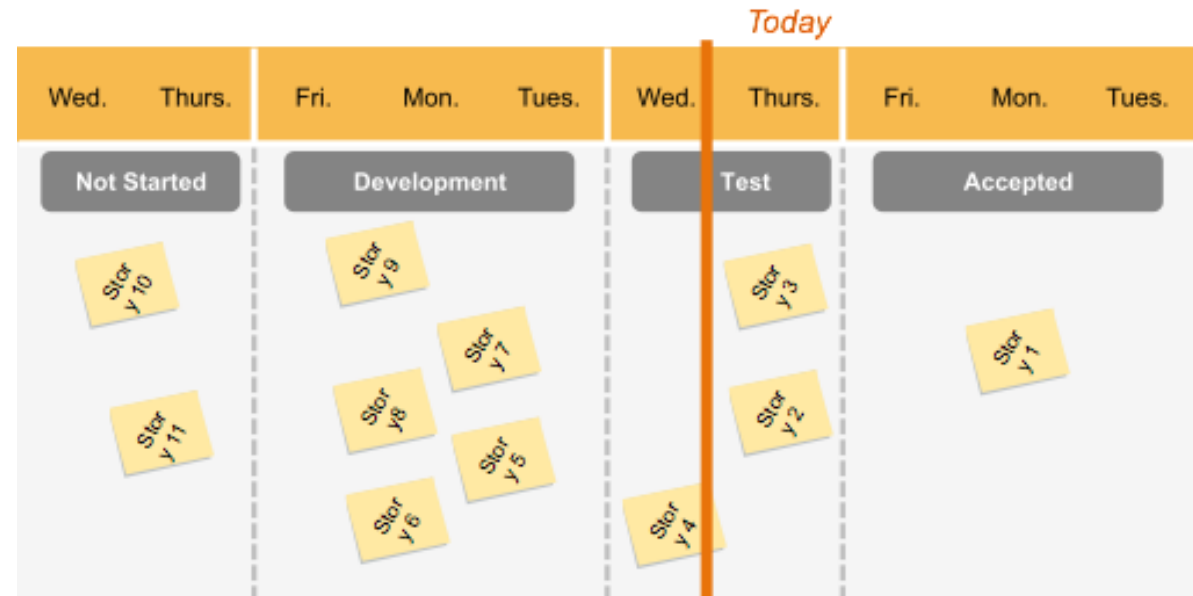 Today
Wed. Thurs. Fri. Mon. Tues. Wed. Thurs. Fri. Mon. Tues.
Not Started Development Test Accepted
Stor
y 10
Stor
y 11
Stor
y 9
Stor
y 7
Stor
y8
Stor
y 5
Stor
y 6
Stor
y 3
Stor
y 2
Stor
y 4
Stor
y 1